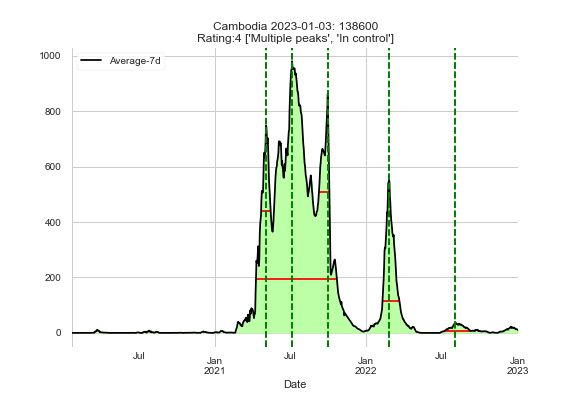 Cambodia 2023-01-03: 138600
Rating:4 ['Multiple peaks', 'In control']
Average-7d
1000
800
600
400
200
0
Jul
Jan
2021
Jul
Jan
2022
Jul
Jan
2023
Date